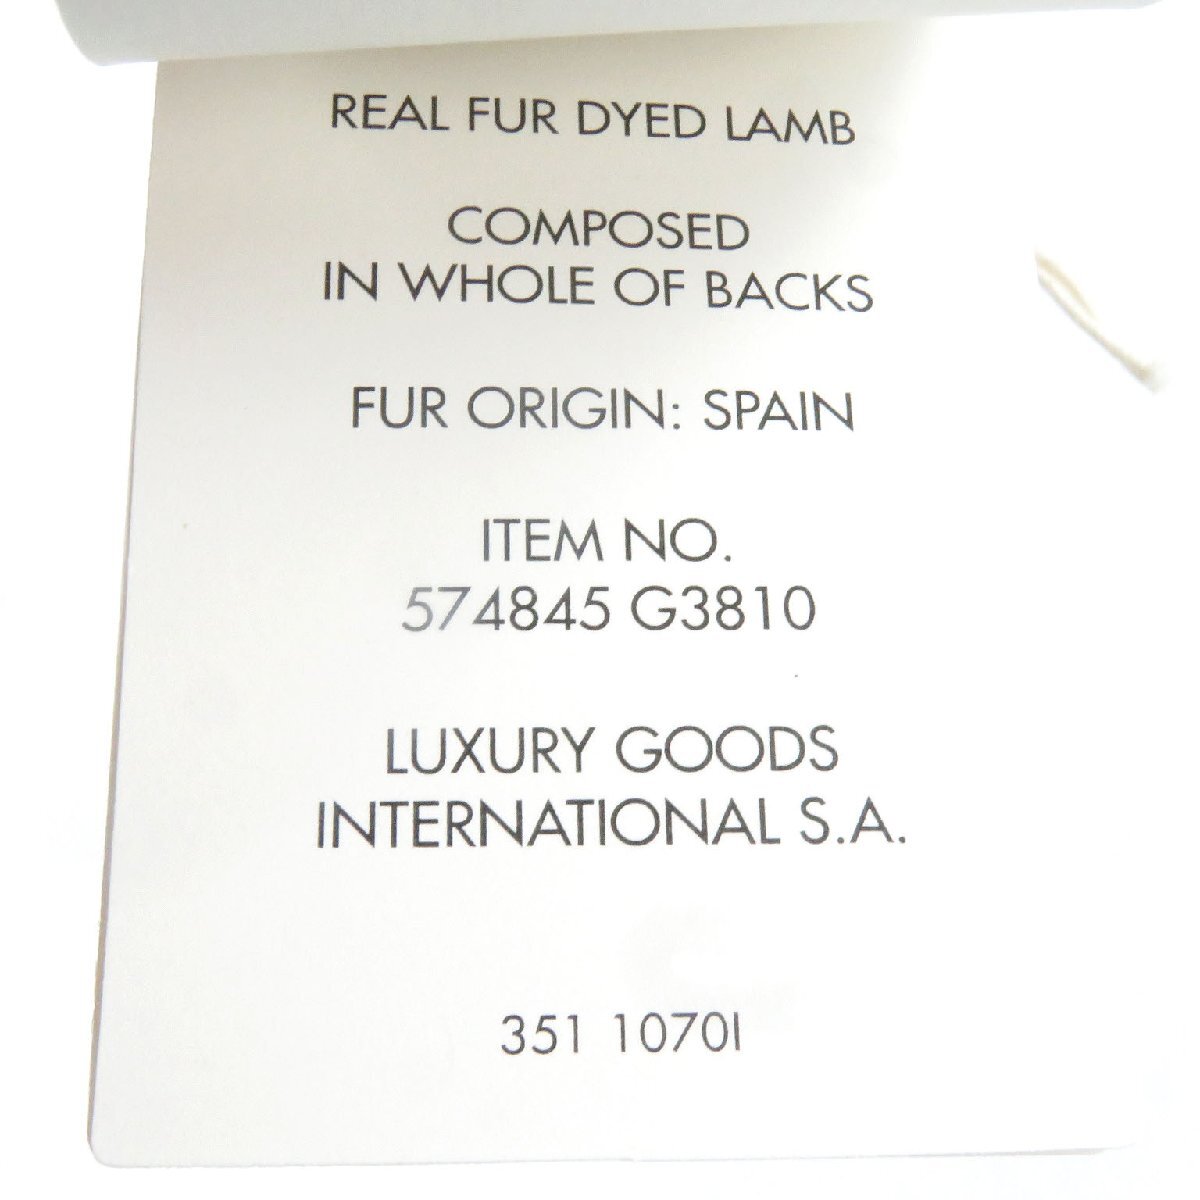 REAL FUR DYED LAMB
COMPOSED
IN WHOLE OF BACKS
FUR ORIGIN: SPAIN
ITEM NO.
574845 G3810
LUXURY GOODS
INTERNATIONAL S.A.
351 1070I